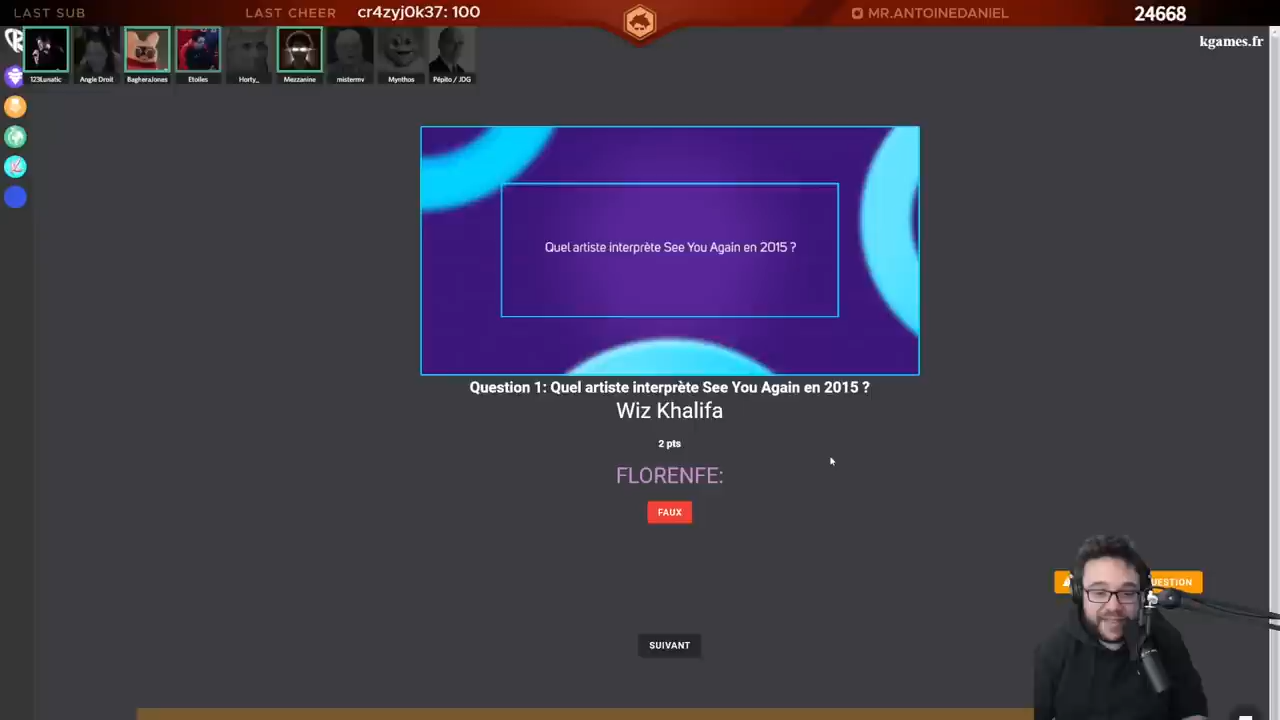 LAST SUB
LAST CHEER cr4zyj0k37: 100
MR.ANTOINEDANIEL
24668
kgames.fr
123Lunatic Angie Droit BagheraJones Etoiles Horty_ Mezzanine mistermv Mynthos Pépito / JDG
Quel artiste interprète See You Again en 2015 ?
Question 1: Quel artiste interprète See You Again en 2015 ?
Wiz Khalifa
2 pts
FLORENFE:
FAUX
UESTION
SUIVANT